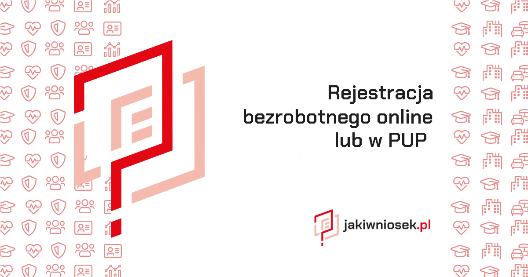 Rejestracja
bezrobotnego online
lub w PUP
jakiwniosek.pl